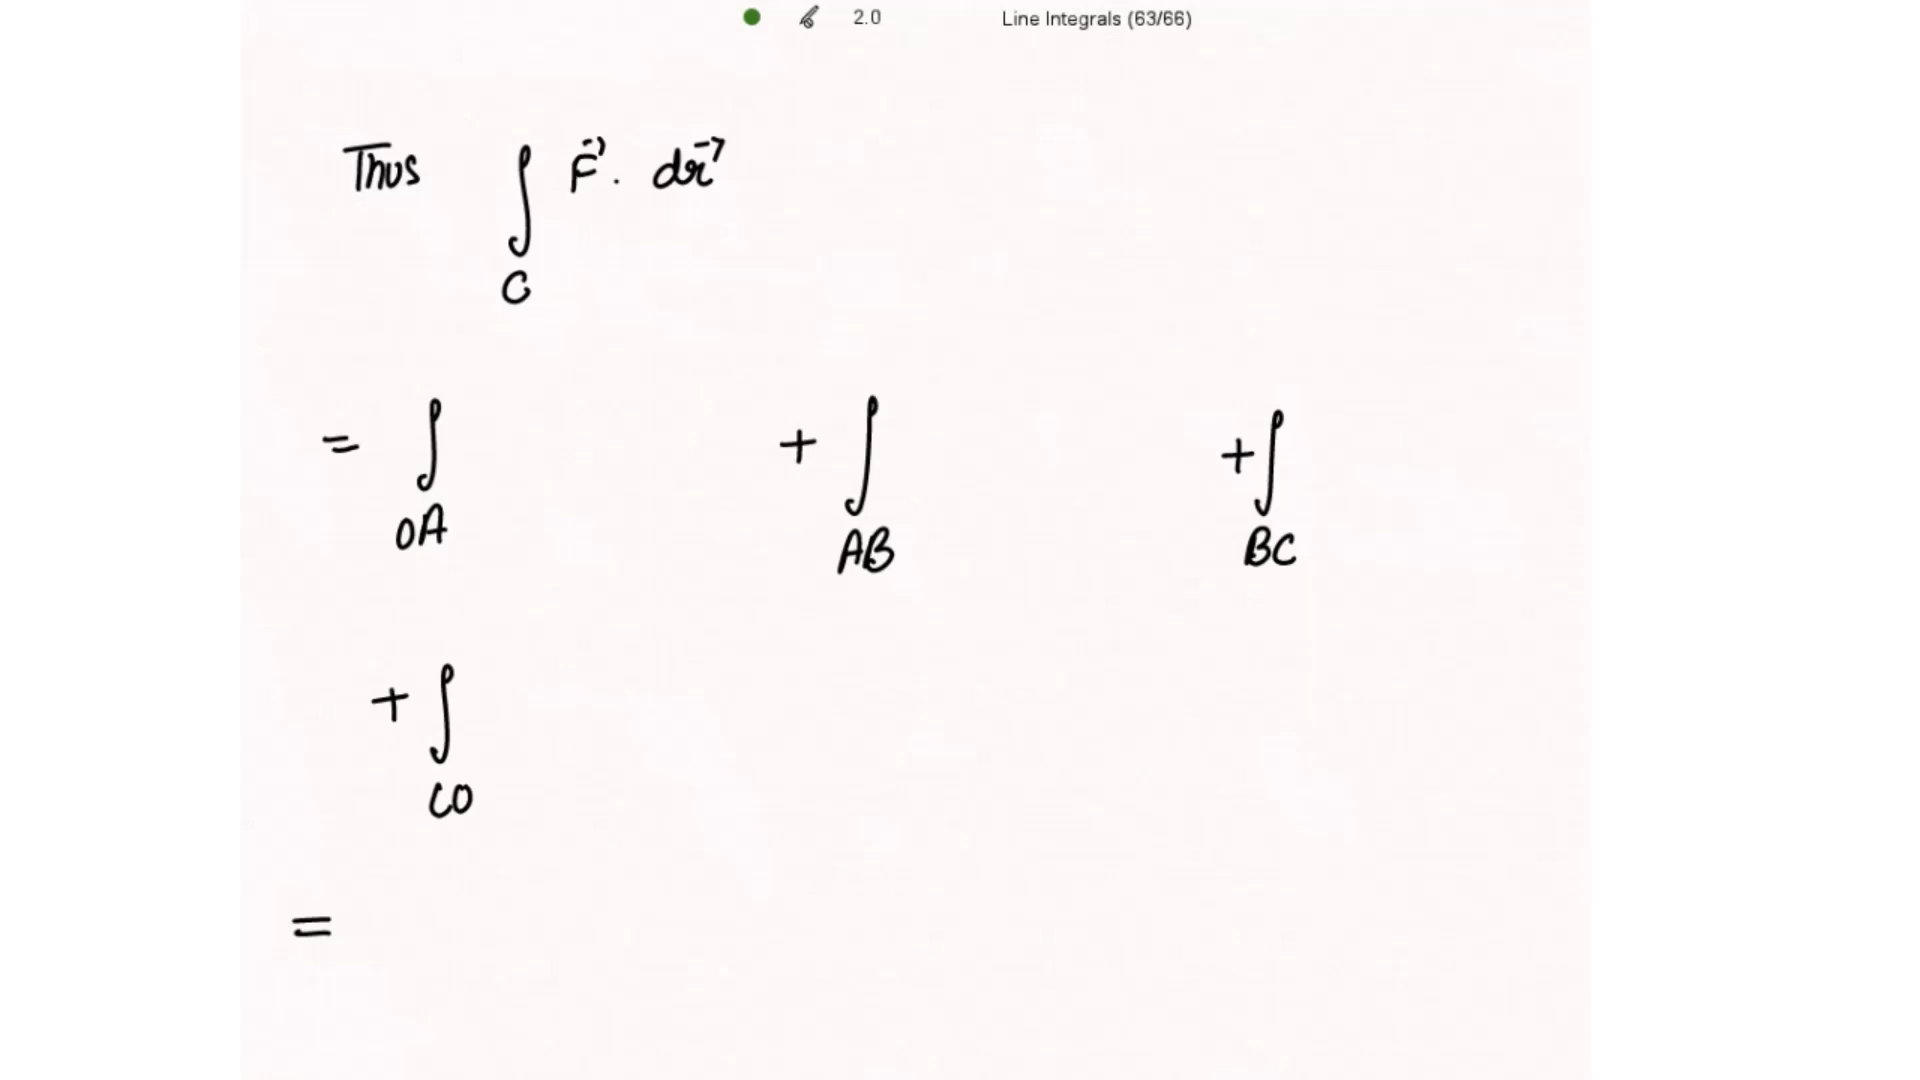 2.0 Line Integrals (63/66)
Thus ∫_C F⃗ . dr⃗
= ∫_OA + ∫_AB + ∫_BC
+ ∫_CO
=